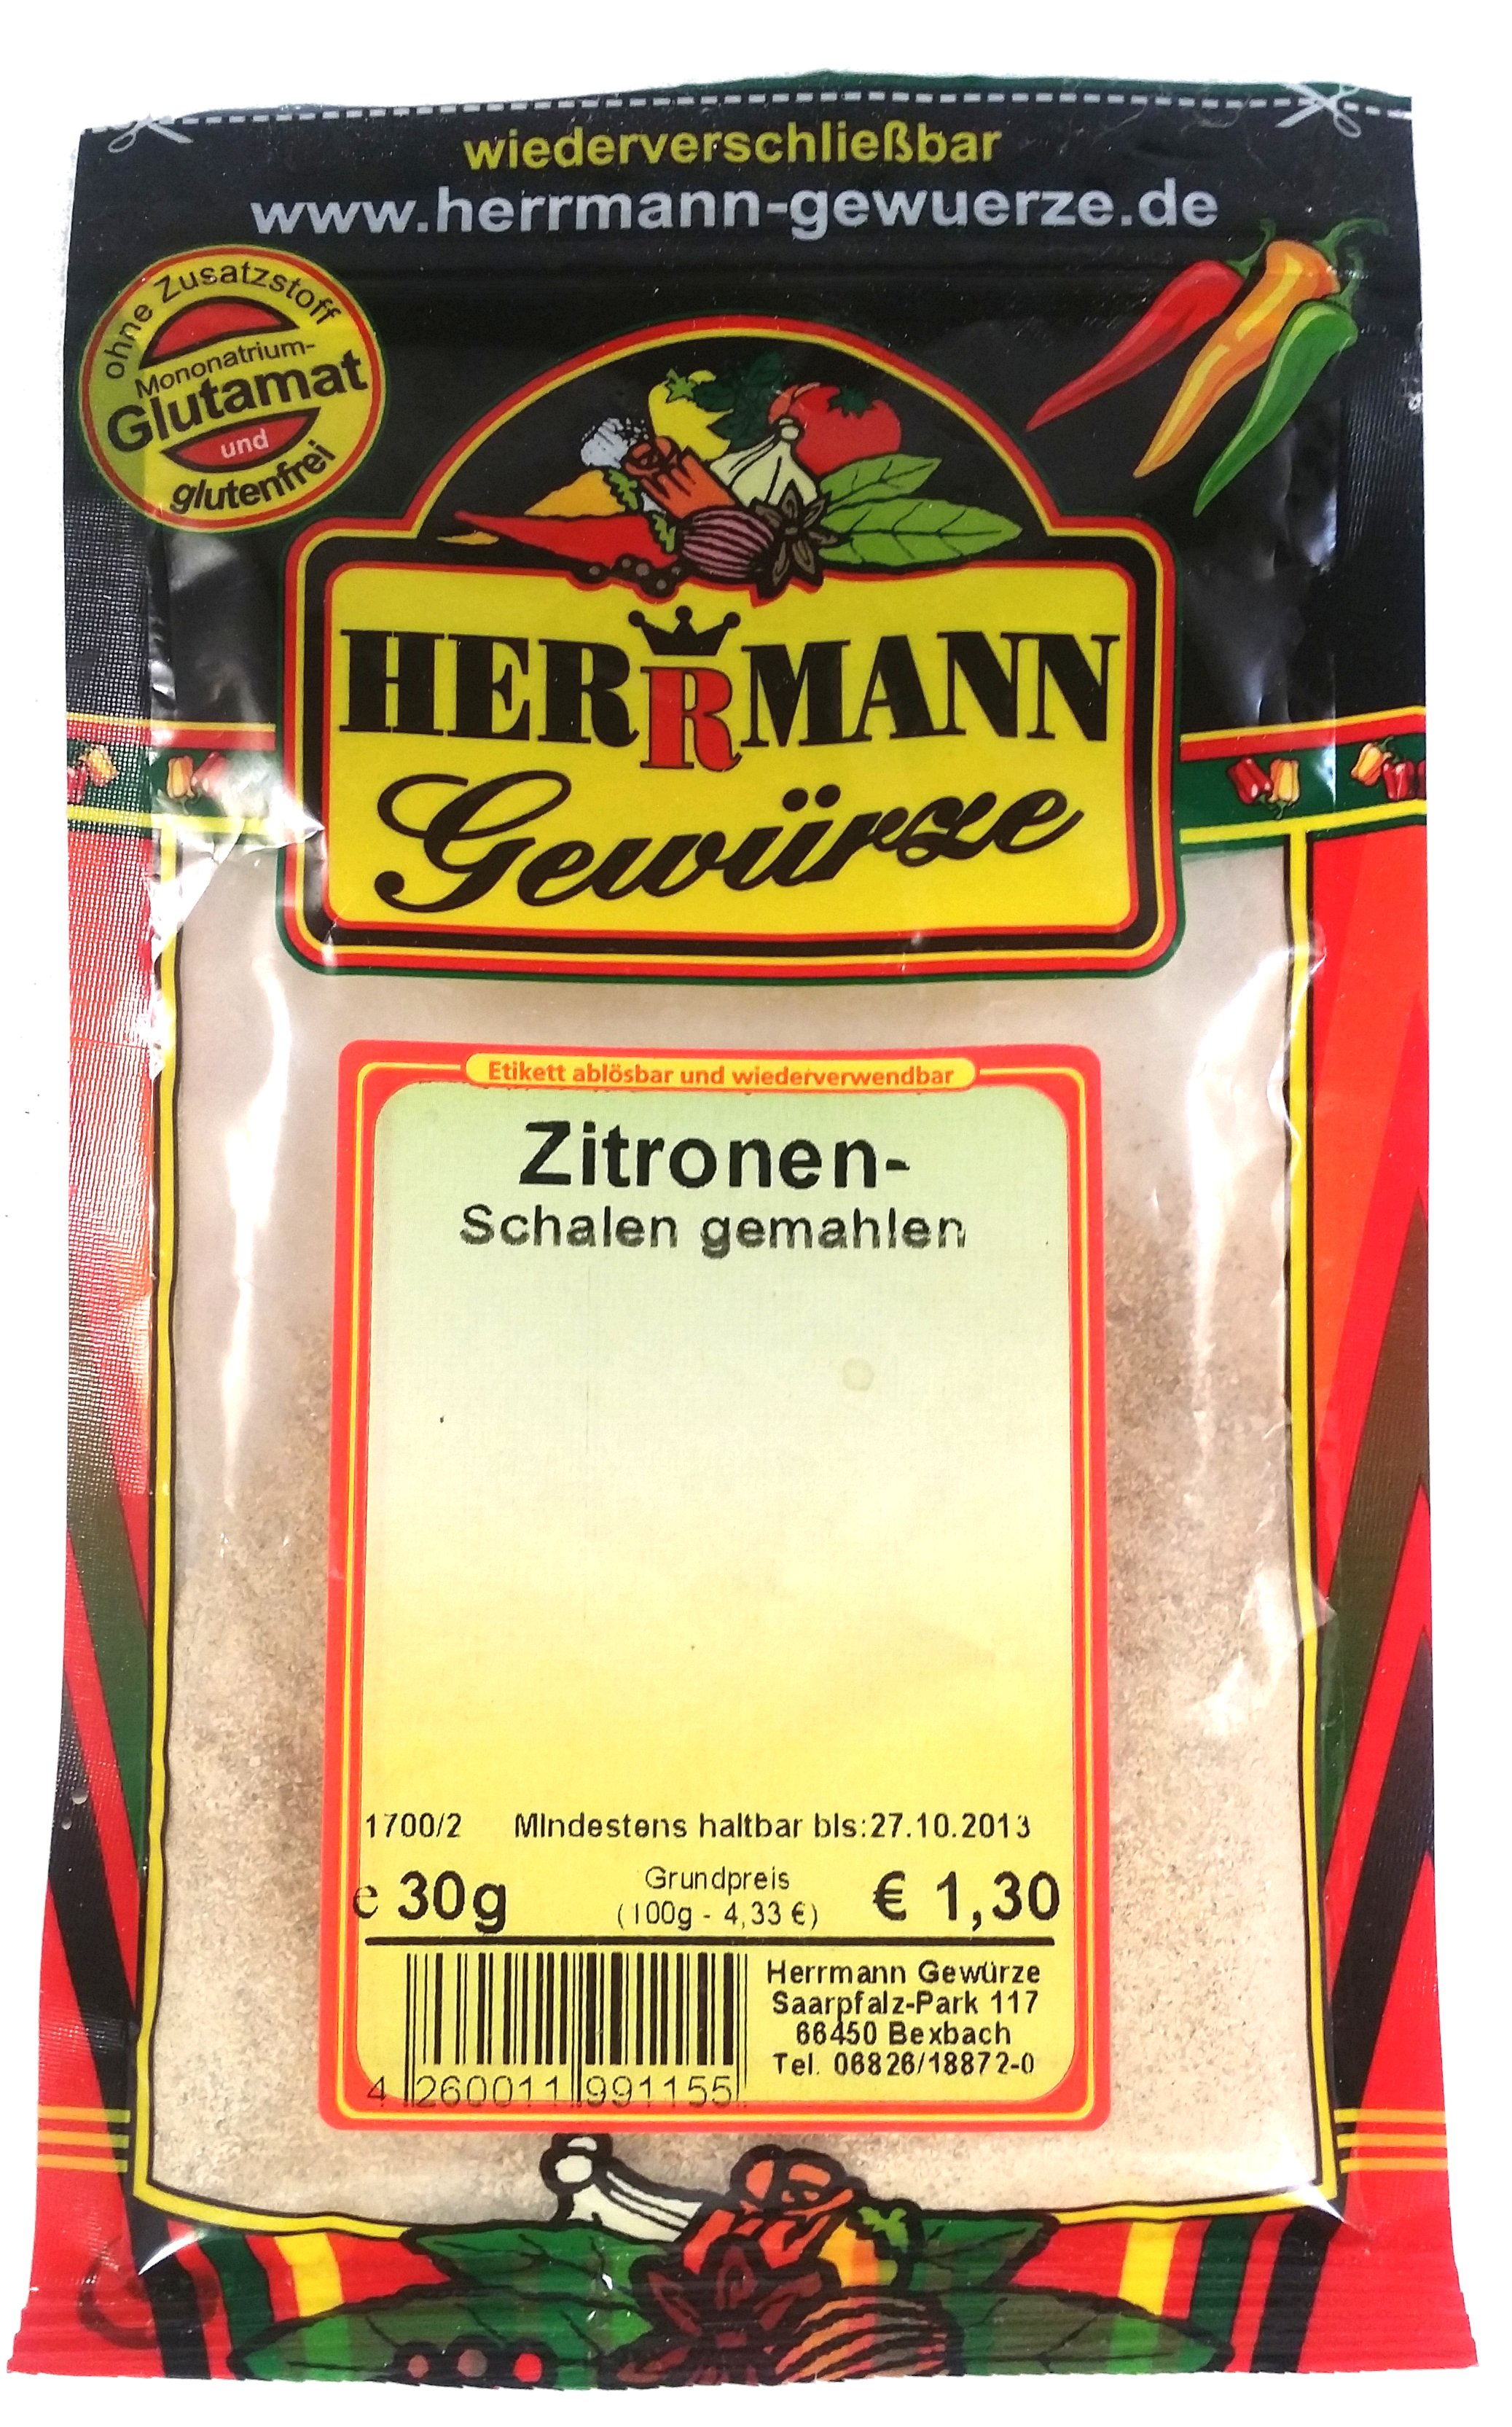 wiederverschließbar
www.herrmann-gewuerze.de
ohne Zusatzstoff
Mononatrium-
Glutamat
und
glutenfrei
HERRMANN
Gewürze
Etikett ablösbar und wiederverwendbar
Zitronen-
Schalen gemahlen
1700/2 Mindestens haltbar bis:27.10.2013
e 30g Grundpreis € 1,30
(100g - 4,33 €)
Herrmann Gewürze
Saarpfalz-Park 117
66450 Bexbach
Tel. 06826/18872-0
4 260011 991155